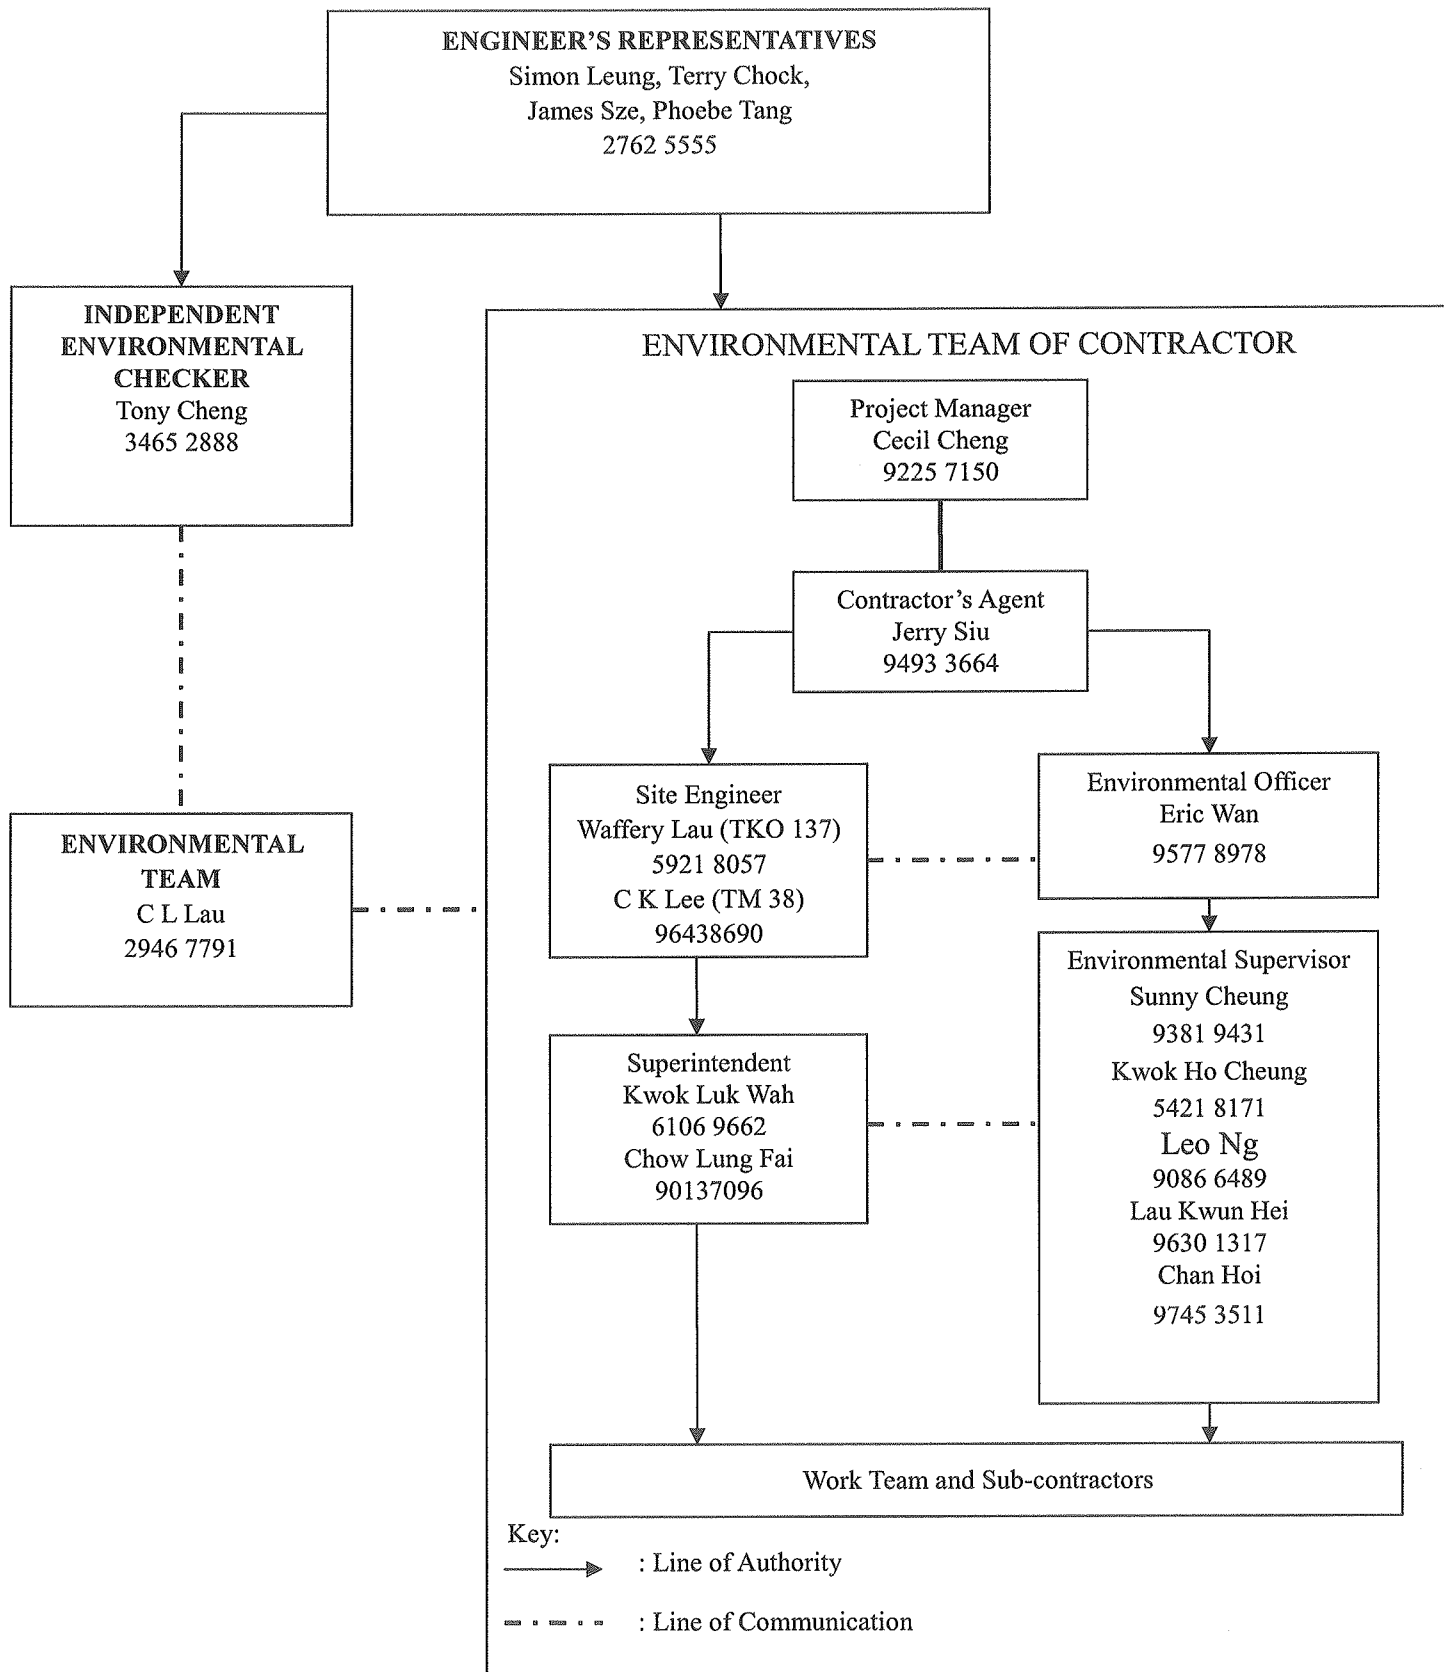 ENGINEER’S REPRESENTATIVES
Simon Leung, Terry Chock,
James Sze, Phoebe Tang
2762 5555
INDEPENDENT
ENVIRONMENTAL
CHECKER
Tony Cheng
3465 2888
ENVIRONMENTAL
TEAM
C L Lau
2946 7791
ENVIRONMENTAL TEAM OF CONTRACTOR
Project Manager
Cecil Cheng
9225 7150
Contractor’s Agent
Jerry Siu
9493 3664
Site Engineer
Waffery Lau (TKO 137)
5921 8057
C K Lee (TM 38)
96438690
Environmental Officer
Eric Wan
9577 8978
Superintendent
Kwok Luk Wah
6106 9662
Chow Lung Fai
90137096
Environmental Supervisor
Sunny Cheung
9381 9431
Kwok Ho Cheung
5421 8171
Leo Ng
9086 6489
Lau Kwun Hei
9630 1317
Chan Hoi
9745 3511
Work Team and Sub-contractors
Key:
: Line of Authority
: Line of Communication